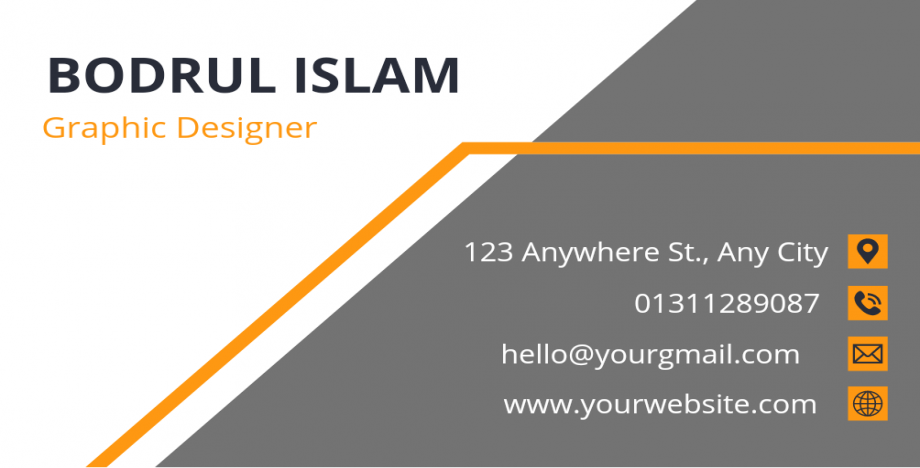 BODRUL ISLAM
Graphic Designer
123 Anywhere St., Any City
01311289087
hello@yourgmail.com
www.yourwebsite.com